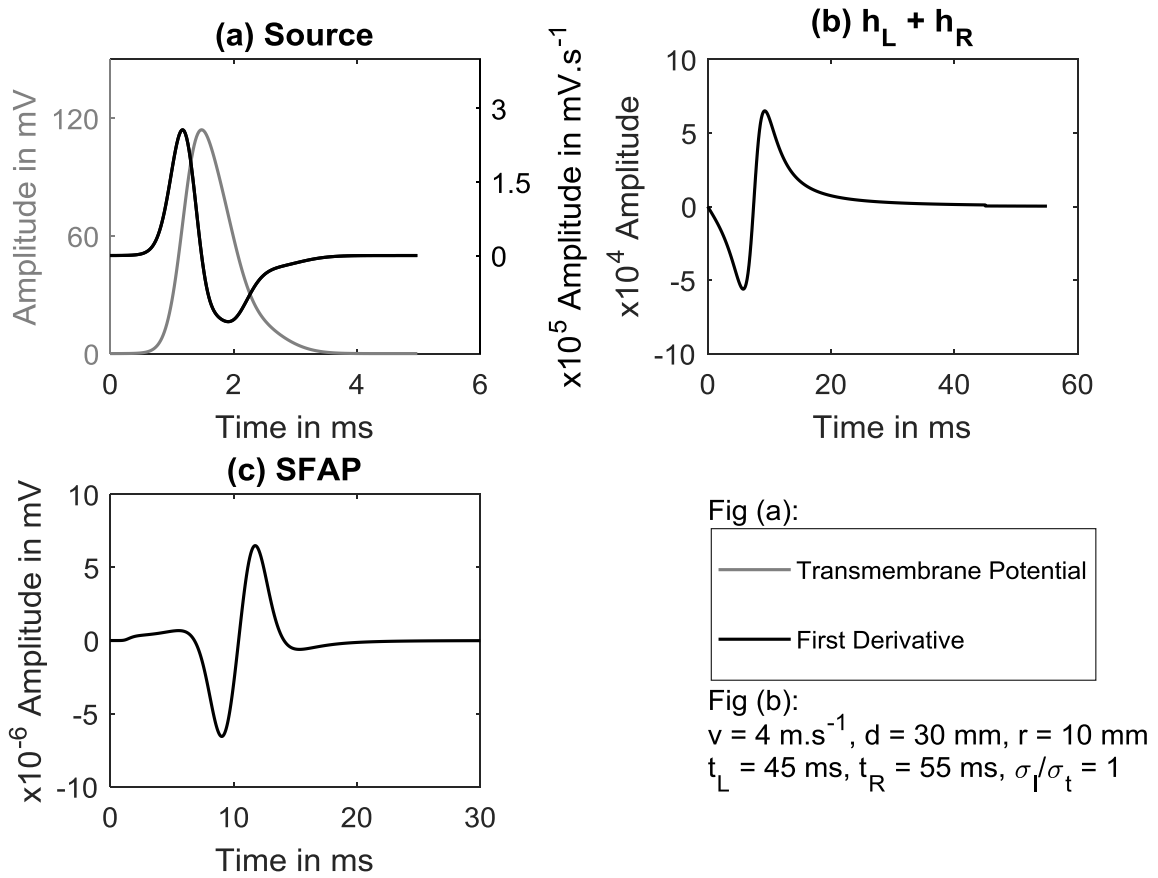 (a) Source
Amplitude in mV
120
60
0
x10^5 Amplitude in mV.s^-1
3
1.5
0
0 2 4 6
Time in ms
(b) h_L + h_R
x10^4 Amplitude
10
5
0
-5
-10
0 20 40 60
Time in ms
(c) SFAP
x10^-6 Amplitude in mV
10
5
0
-5
-10
0 10 20 30
Time in ms
Fig (a):
Transmembrane Potential
First Derivative
Fig (b):
v = 4 m.s^-1, d = 30 mm, r = 10 mm
t_L = 45 ms, t_R = 55 ms, σ_l/σ_t = 1